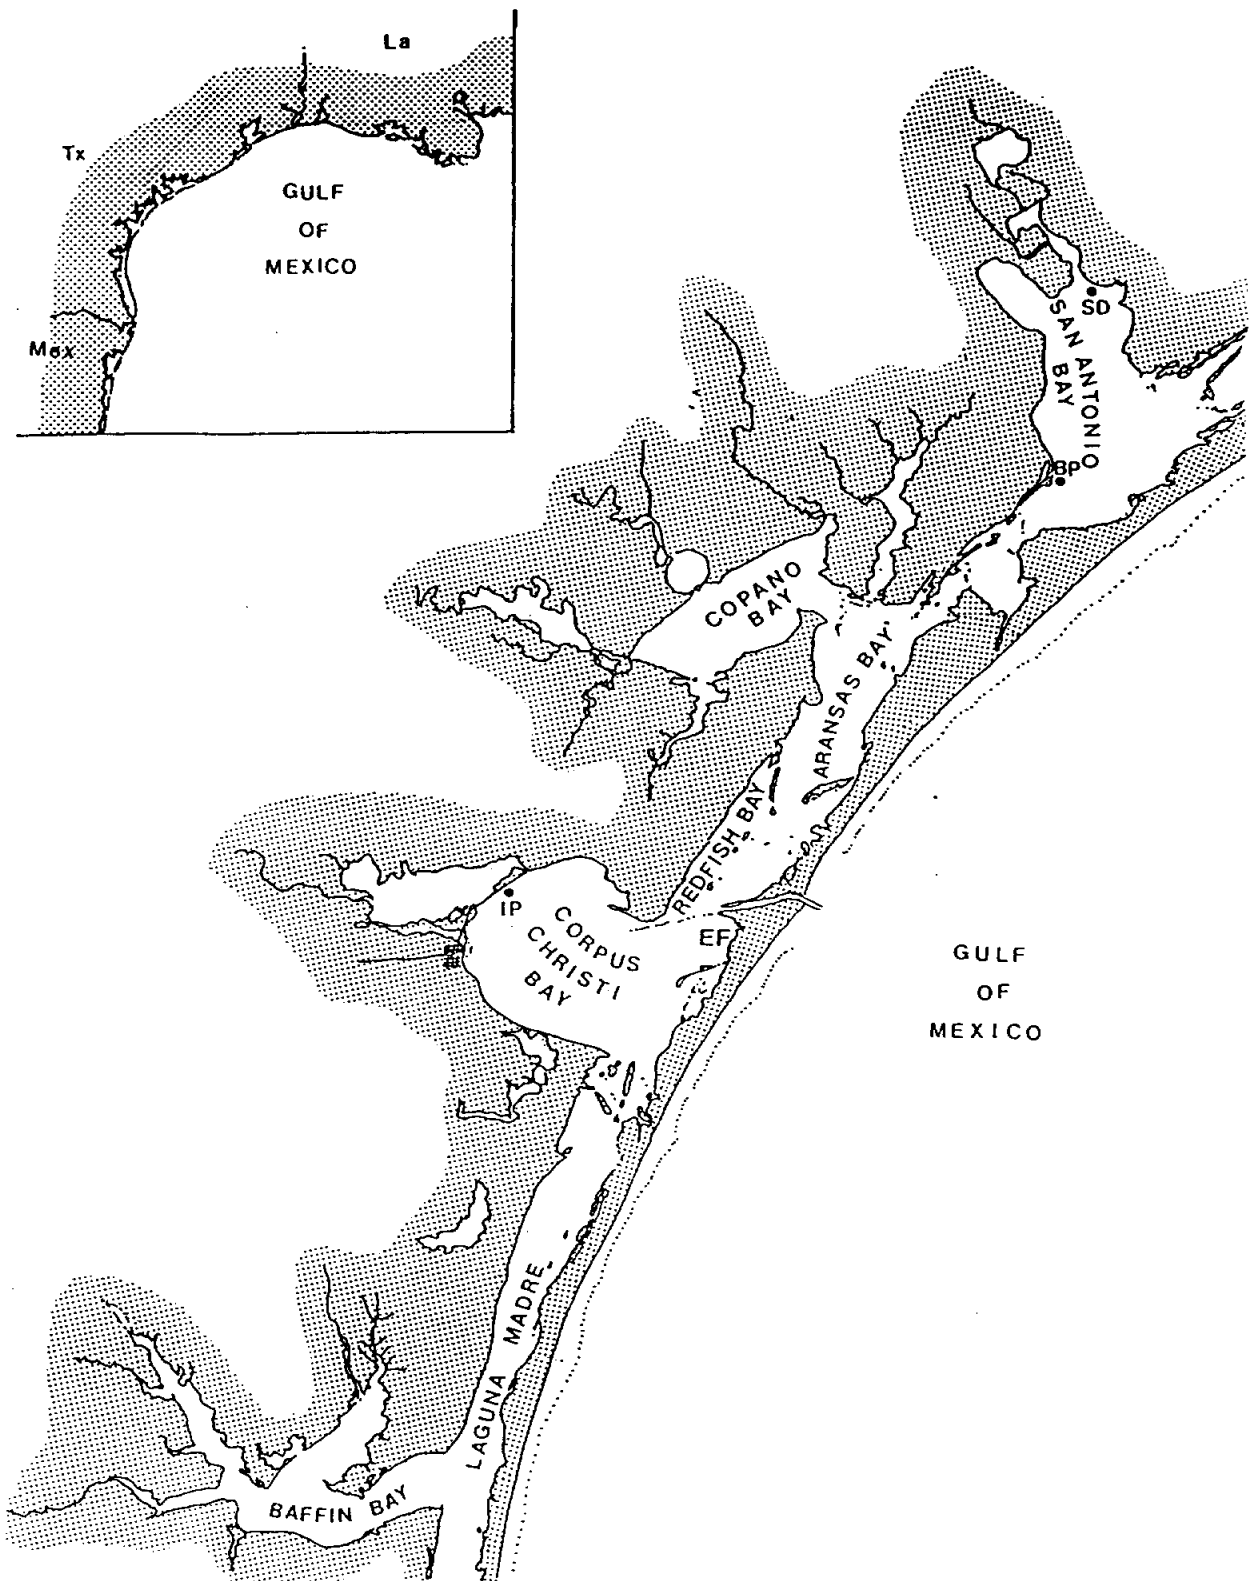 La
Tx
GULF
OF
MEXICO
Mex
SD
SAN ANTONIO
BAY
BP
COPANO
BAY
ARANSAS BAY
REDFISH BAY
IP
CORPUS
CHRISTI
BAY
EF
GULF
OF
MEXICO
LAGUNA MADRE
BAFFIN BAY